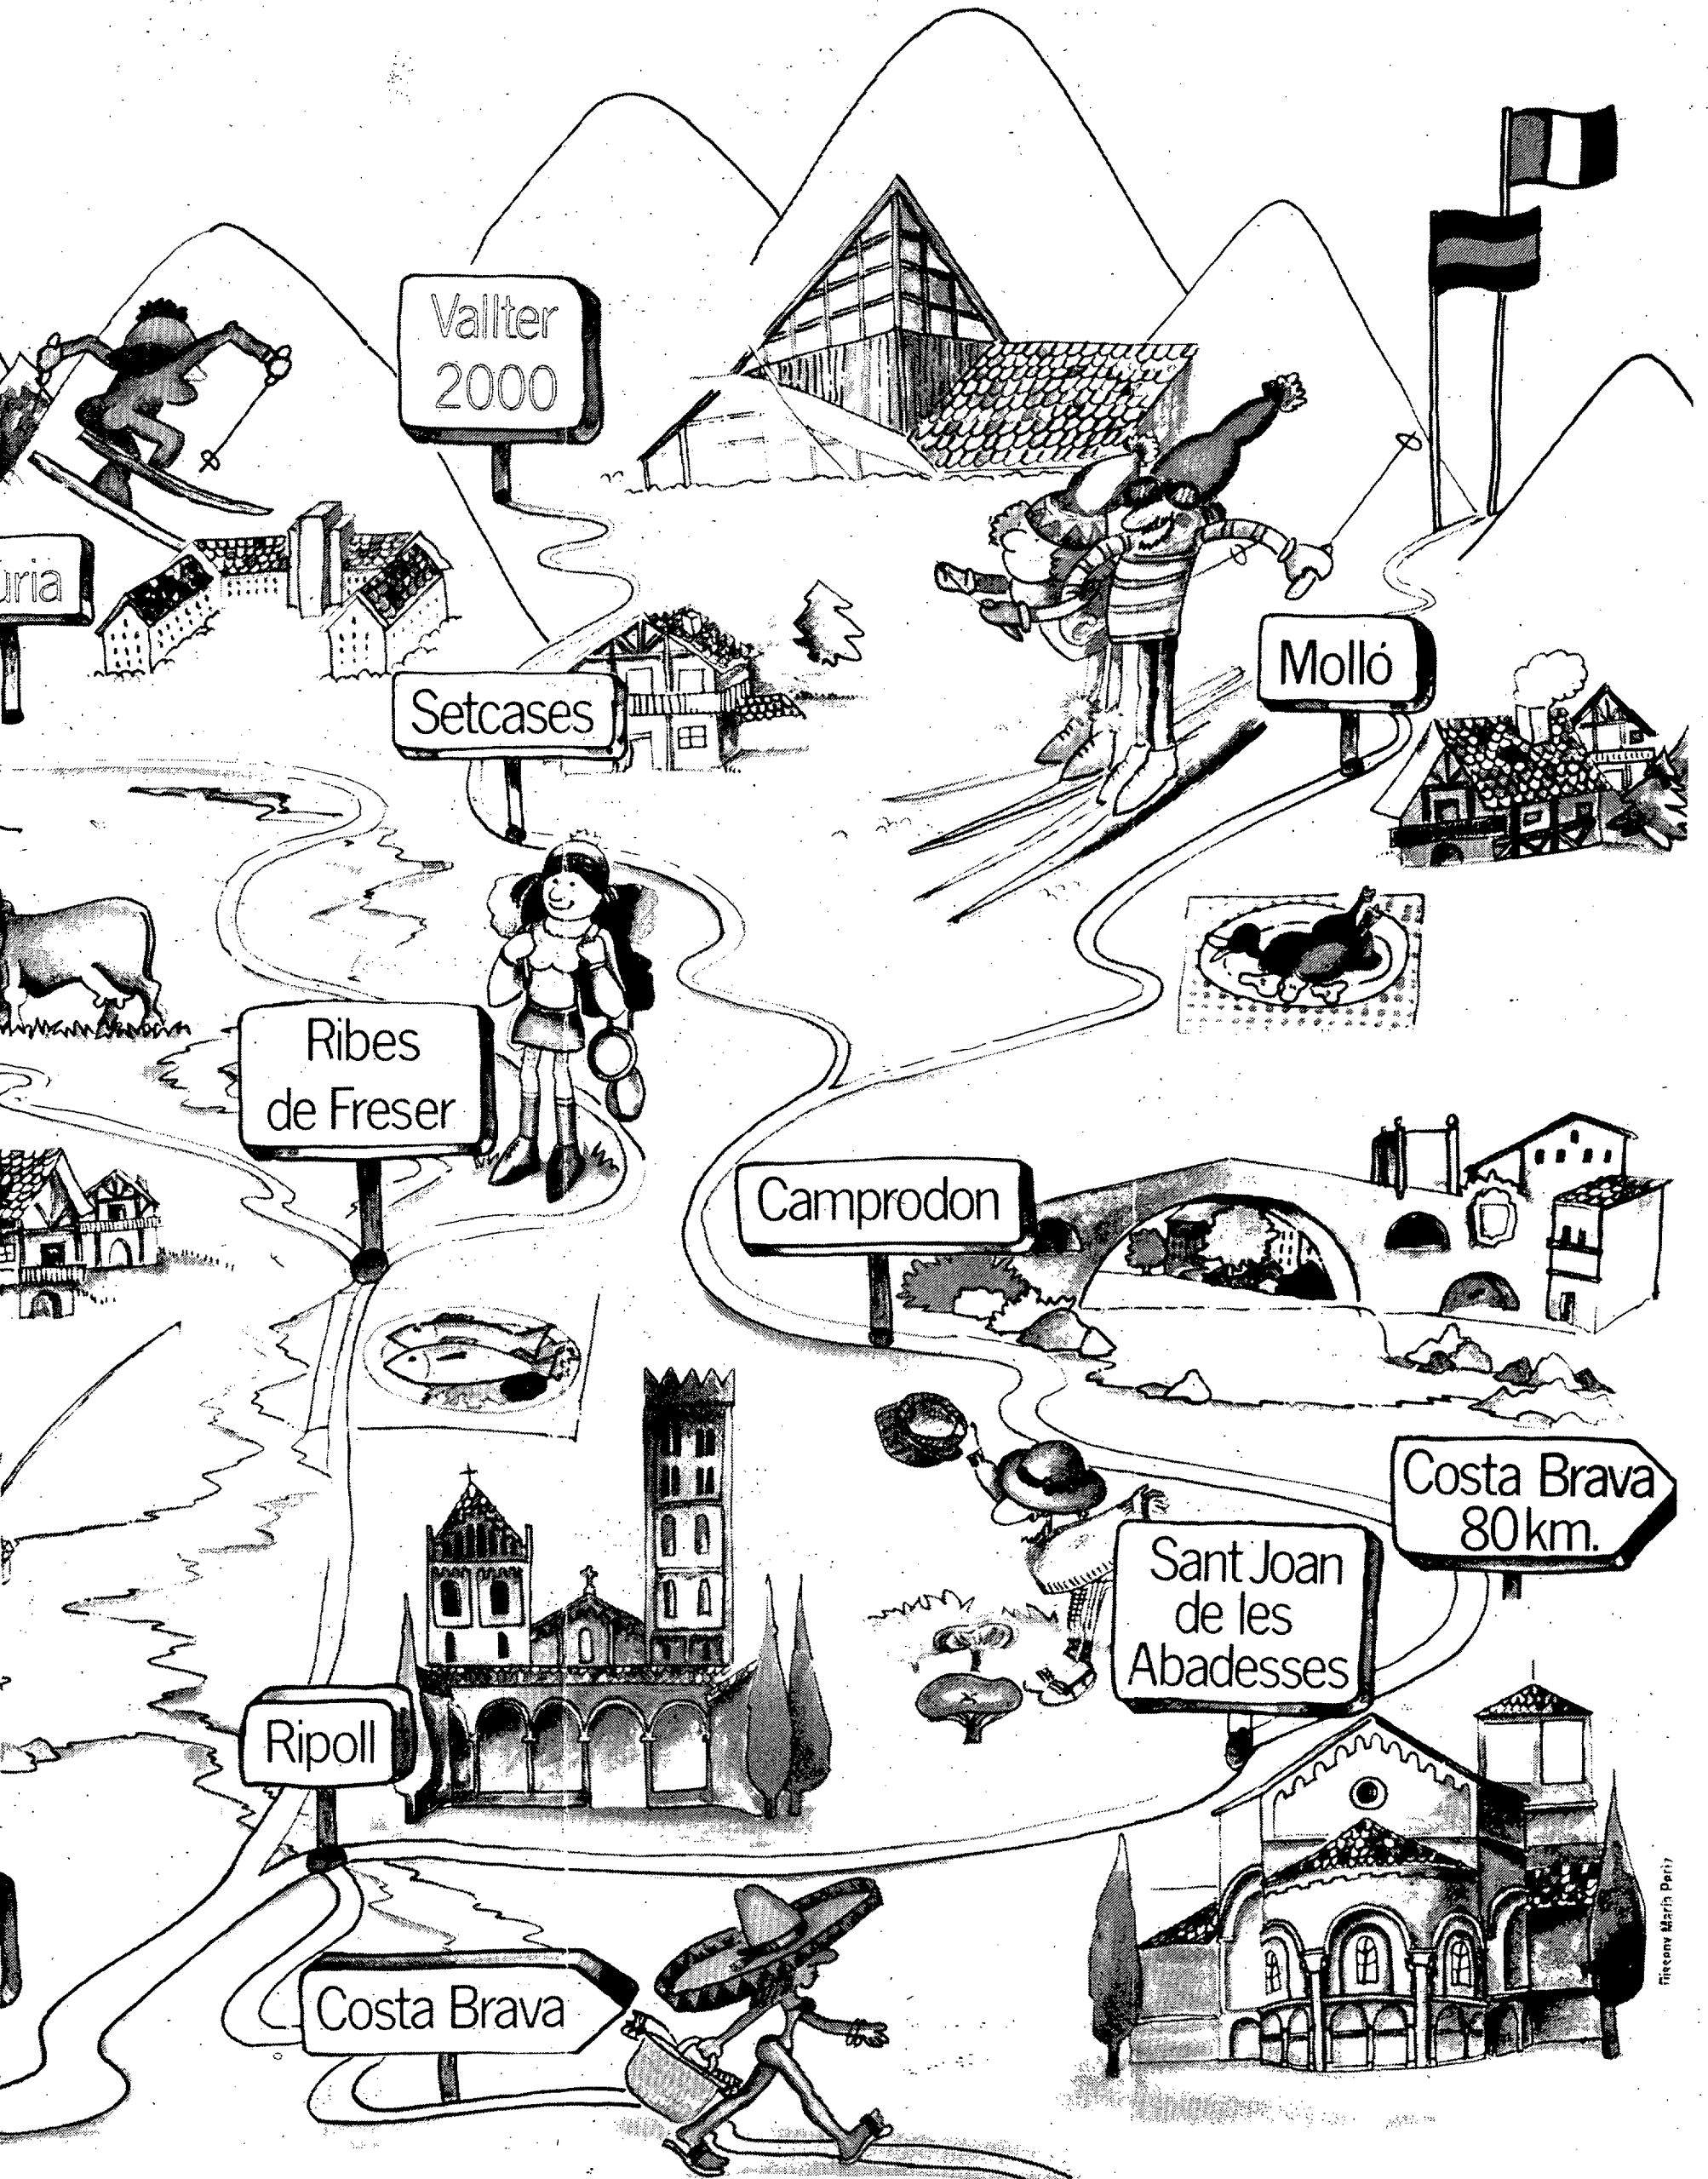 Vallter
2000
úria
Setcases
Molló
Ribes
de Freser
Camprodon
Costa Brava
80 km.
Sant Joan
de les
Abadesses
Ripoll
Costa Brava